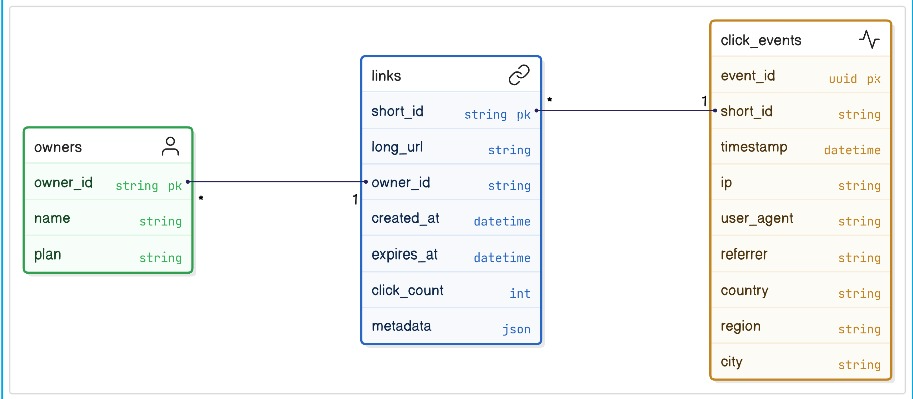 owners
owner_id string pk
name string
plan string
*
1
links
short_id string pk
long_url string
owner_id string
created_at datetime
expires_at datetime
click_count int
metadata json
*
1
click_events
event_id uuid pk
short_id string
timestamp datetime
ip string
user_agent string
referrer string
country string
region string
city string